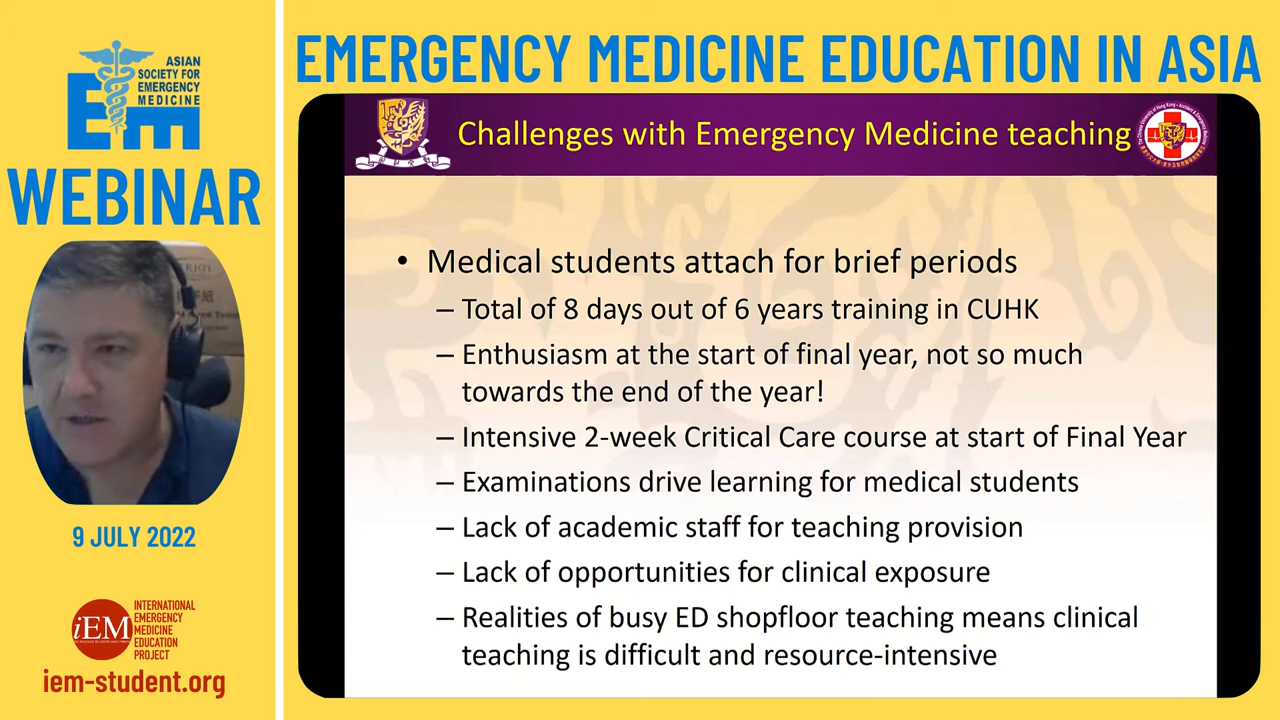 ASIAN
SOCIETY FOR
EMERGENCY
MEDICINE
EM
WEBINAR
9 JULY 2022
iEM
INTERNATIONAL
EMERGENCY
MEDICINE
EDUCATION
PROJECT
iem-student.org
EMERGENCY MEDICINE EDUCATION IN ASIA
Challenges with Emergency Medicine teaching
• Medical students attach for brief periods
– Total of 8 days out of 6 years training in CUHK
– Enthusiasm at the start of final year, not so much
towards the end of the year!
– Intensive 2-week Critical Care course at start of Final Year
– Examinations drive learning for medical students
– Lack of academic staff for teaching provision
– Lack of opportunities for clinical exposure
– Realities of busy ED shopfloor teaching means clinical
teaching is difficult and resource-intensive